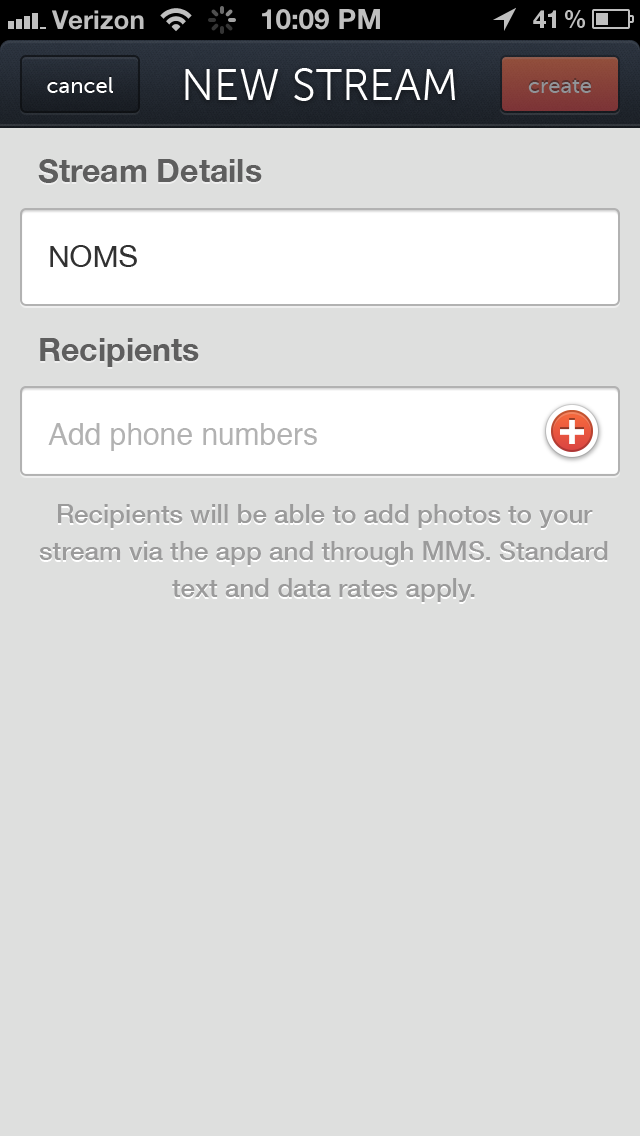 Verizon 10:09 PM 41 %
cancel NEW STREAM create
Stream Details
NOMS
Recipients
Add phone numbers
Recipients will be able to add photos to your
stream via the app and through MMS. Standard
text and data rates apply.